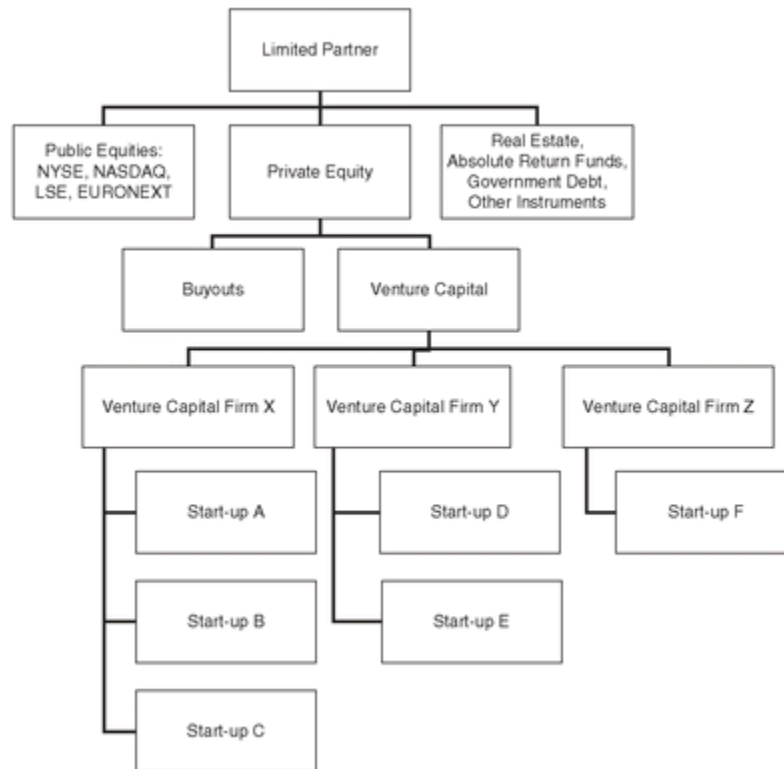 Limited Partner
Public Equities:
NYSE, NASDAQ,
LSE, EURONEXT
Private Equity
Real Estate,
Absolute Return Funds,
Government Debt,
Other Instruments
Buyouts
Venture Capital
Venture Capital Firm X
Venture Capital Firm Y
Venture Capital Firm Z
Start-up A
Start-up D
Start-up F
Start-up B
Start-up E
Start-up C